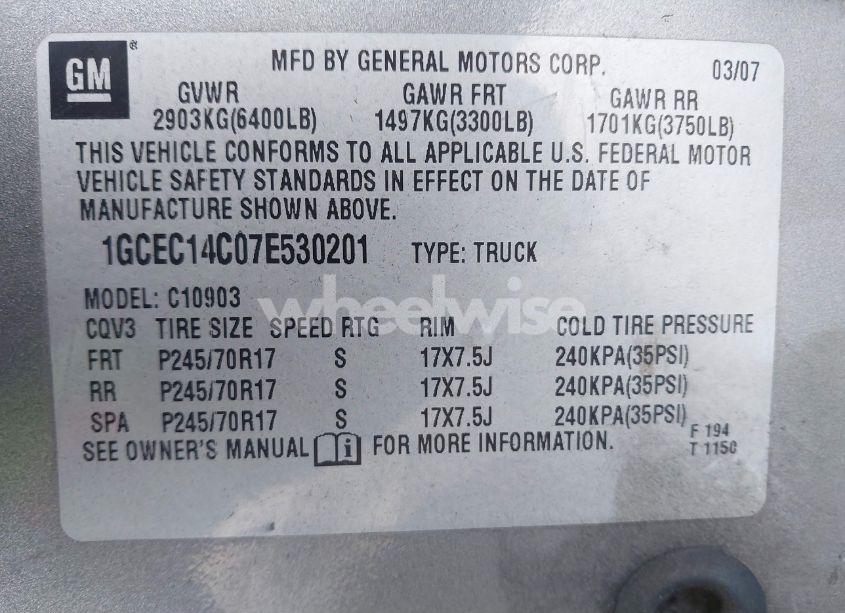 GM ®
MFD BY GENERAL MOTORS CORP. 03/07
GVWR GAWR FRT GAWR RR
2903KG(6400LB) 1497KG(3300LB) 1701KG(3750LB)
THIS VEHICLE CONFORMS TO ALL APPLICABLE U.S. FEDERAL MOTOR
VEHICLE SAFETY STANDARDS IN EFFECT ON THE DATE OF
MANUFACTURE SHOWN ABOVE.
1GCEC14C07E530201 TYPE: TRUCK
MODEL: C10903
wheelwise
CQV3 TIRE SIZE SPEED RTG RIM COLD TIRE PRESSURE
FRT P245/70R17 S 17X7.5J 240KPA(35PSI)
RR P245/70R17 S 17X7.5J 240KPA(35PSI)
SPA P245/70R17 S 17X7.5J 240KPA(35PSI)
SEE OWNER'S MANUAL i FOR MORE INFORMATION.
F 194
T 1150